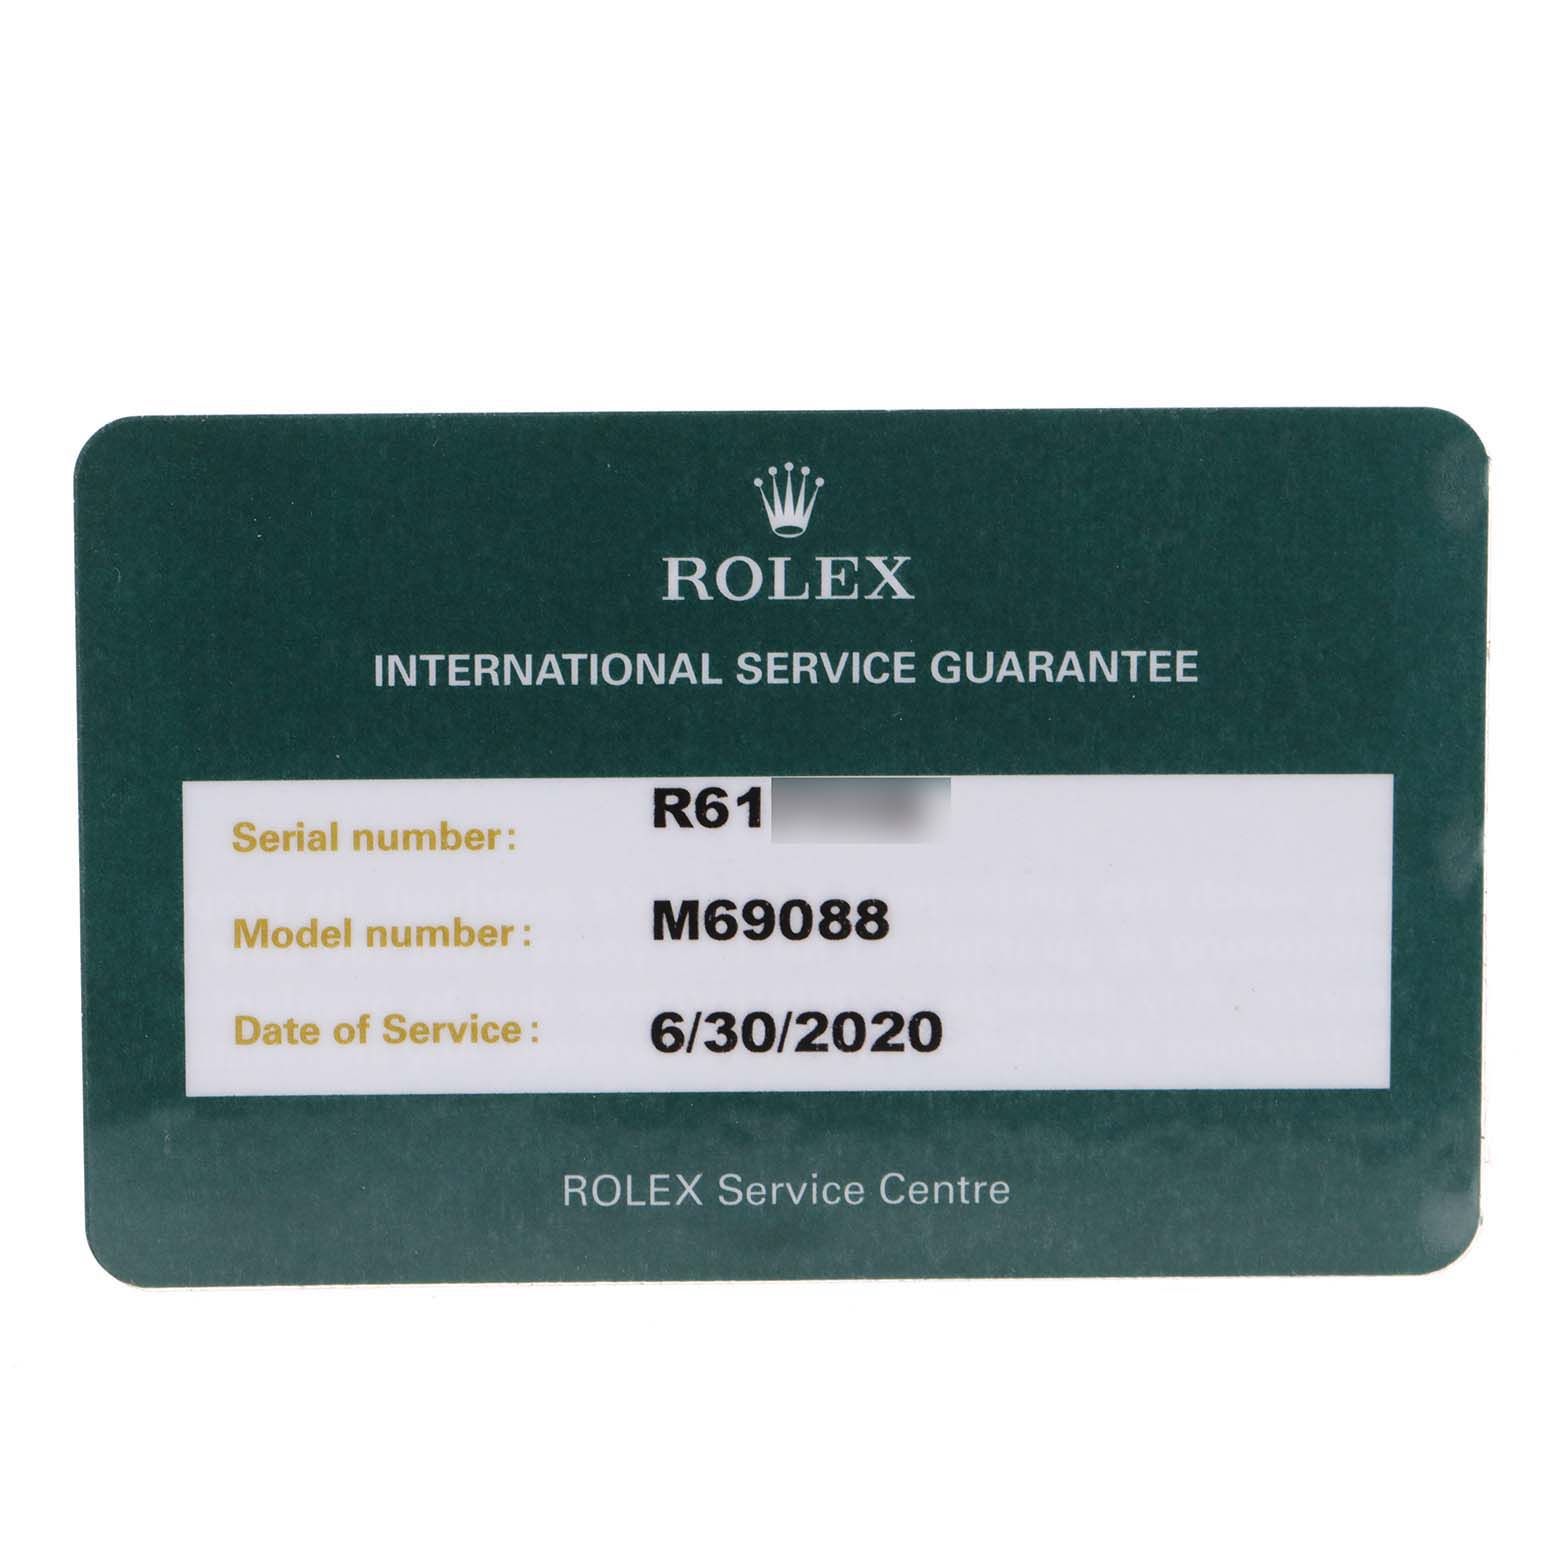 ROLEX
INTERNATIONAL SERVICE GUARANTEE
Serial number: R61
Model number: M69088
Date of Service: 6/30/2020
ROLEX Service Centre